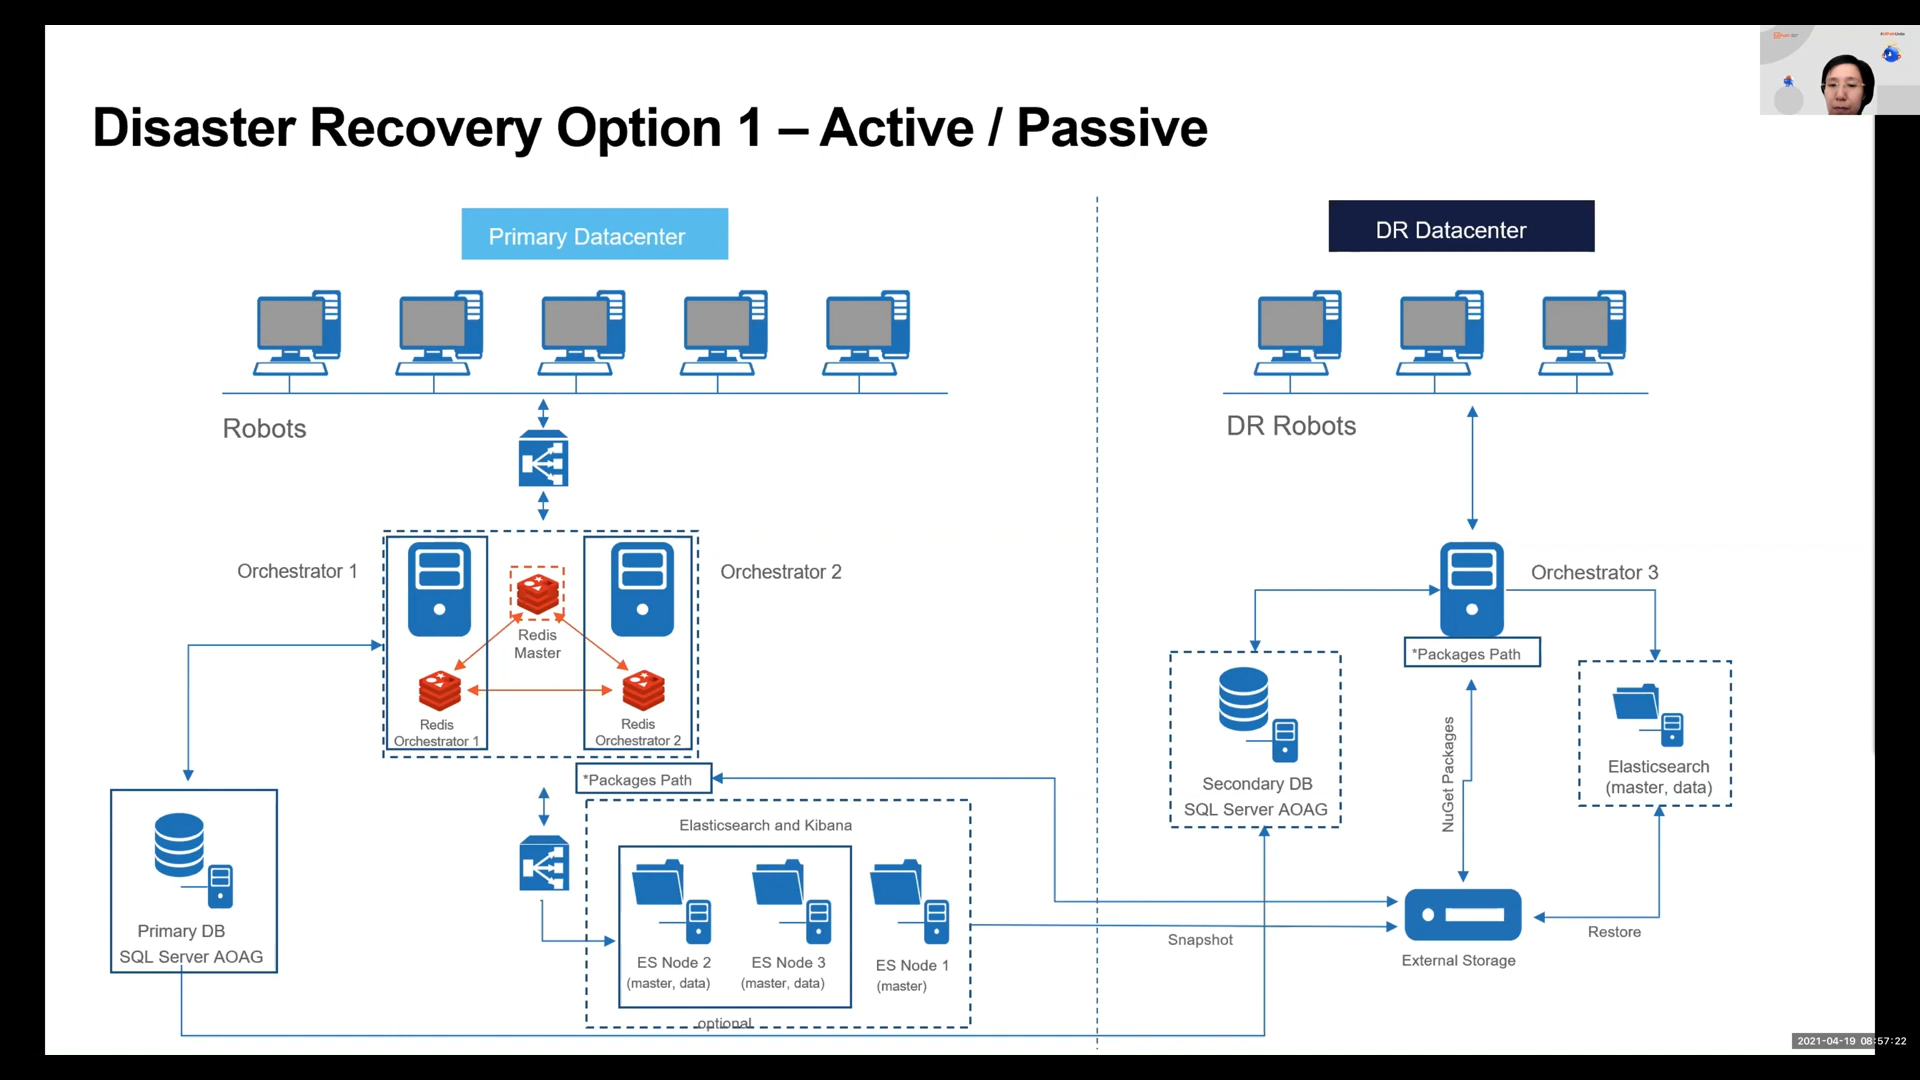 Disaster Recovery Option 1 – Active / Passive
Primary Datacenter
DR Datacenter
Robots
DR Robots
Orchestrator 1
Orchestrator 2
Orchestrator 3
Redis
Master
*Packages Path
Redis
Orchestrator 1
Redis
Orchestrator 2
*Packages Path
NuGet Packages
Elasticsearch
(master, data)
Secondary DB
SQL Server AOAG
Elasticsearch and Kibana
Primary DB
SQL Server AOAG
ES Node 2
(master, data)
ES Node 3
(master, data)
ES Node 1
(master)
optional
Snapshot
Restore
External Storage
2021-04-19 08:57:22